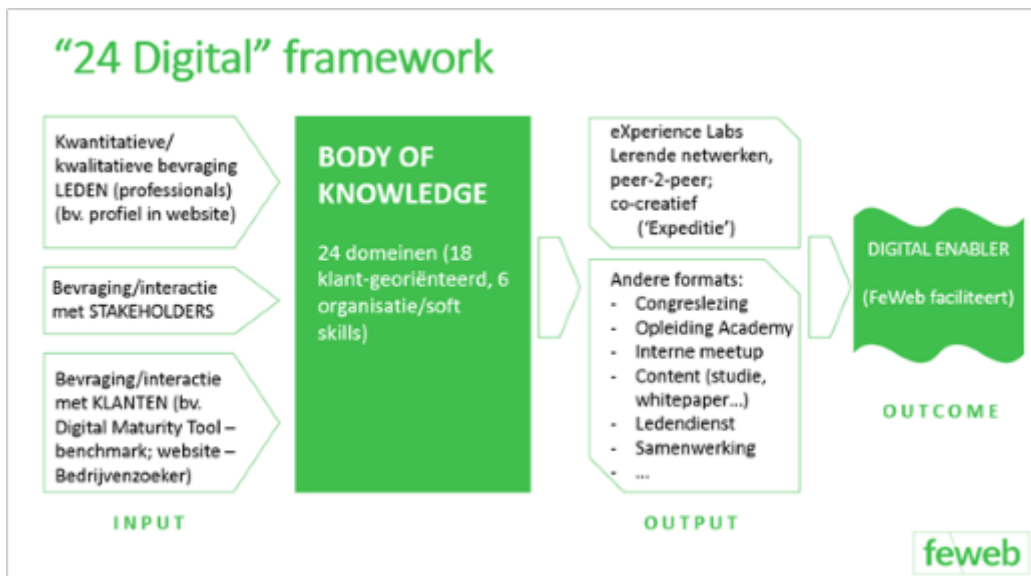 “24 Digital” framework
Kwantitatieve/
kwalitatieve bevraging
LEDEN (professionals)
(bv. profiel in website)
Bevraging/interactie
met STAKEHOLDERS
Bevraging/interactie
met KLANTEN (bv.
Digital Maturity Tool –
benchmark; website –
Bedrijvenzoeker)
INPUT
BODY OF
KNOWLEDGE
24 domeinen (18
klant-georiënteerd, 6
organisatie/soft
skills)
eXperience Labs
Lerende netwerken,
peer-2-peer;
co-creatief
(‘Expeditie’)
Andere formats:
- Congreslezing
- Opleiding Academy
- Interne meetup
- Content (studie,
whitepaper...)
- Ledendienst
- Samenwerking
- ...
OUTPUT
DIGITAL ENABLER
(FeWeb faciliteert)
OUTCOME
feweb